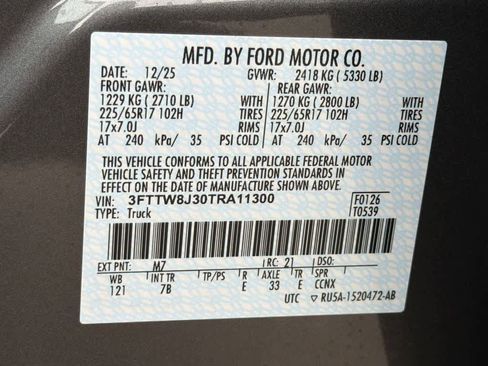 MFD. BY FORD MOTOR CO.
DATE: 12/25 GVWR: 2418 KG ( 5330 LB)
FRONT GAWR: REAR GAWR:
1229 KG ( 2710 LB) WITH 1270 KG ( 2800 LB) WITH
225/65R17 102H TIRES 225/65R17 102H TIRES
17x7.0J RIMS 17x7.0J RIMS
AT 240 kPa/ 35 PSI COLD AT 240 kPa/ 35 PSI COLD
THIS VEHICLE CONFORMS TO ALL APPLICABLE FEDERAL MOTOR
VEHICLE SAFETY AND THEFT PREVENTION STANDARDS
IN EFFECT ON THE DATE OF MANUFACTURE SHOWN ABOVE.
VIN: 3FTTW8J30TRA11300 F0126
TYPE: Truck T0539
EXT PNT: M7 RC: 21 DSO:
WB INT TR TP/PS R AXLE TR SPR
121 7B E 33 E CCNX
UTC RU5A-1520472-AB